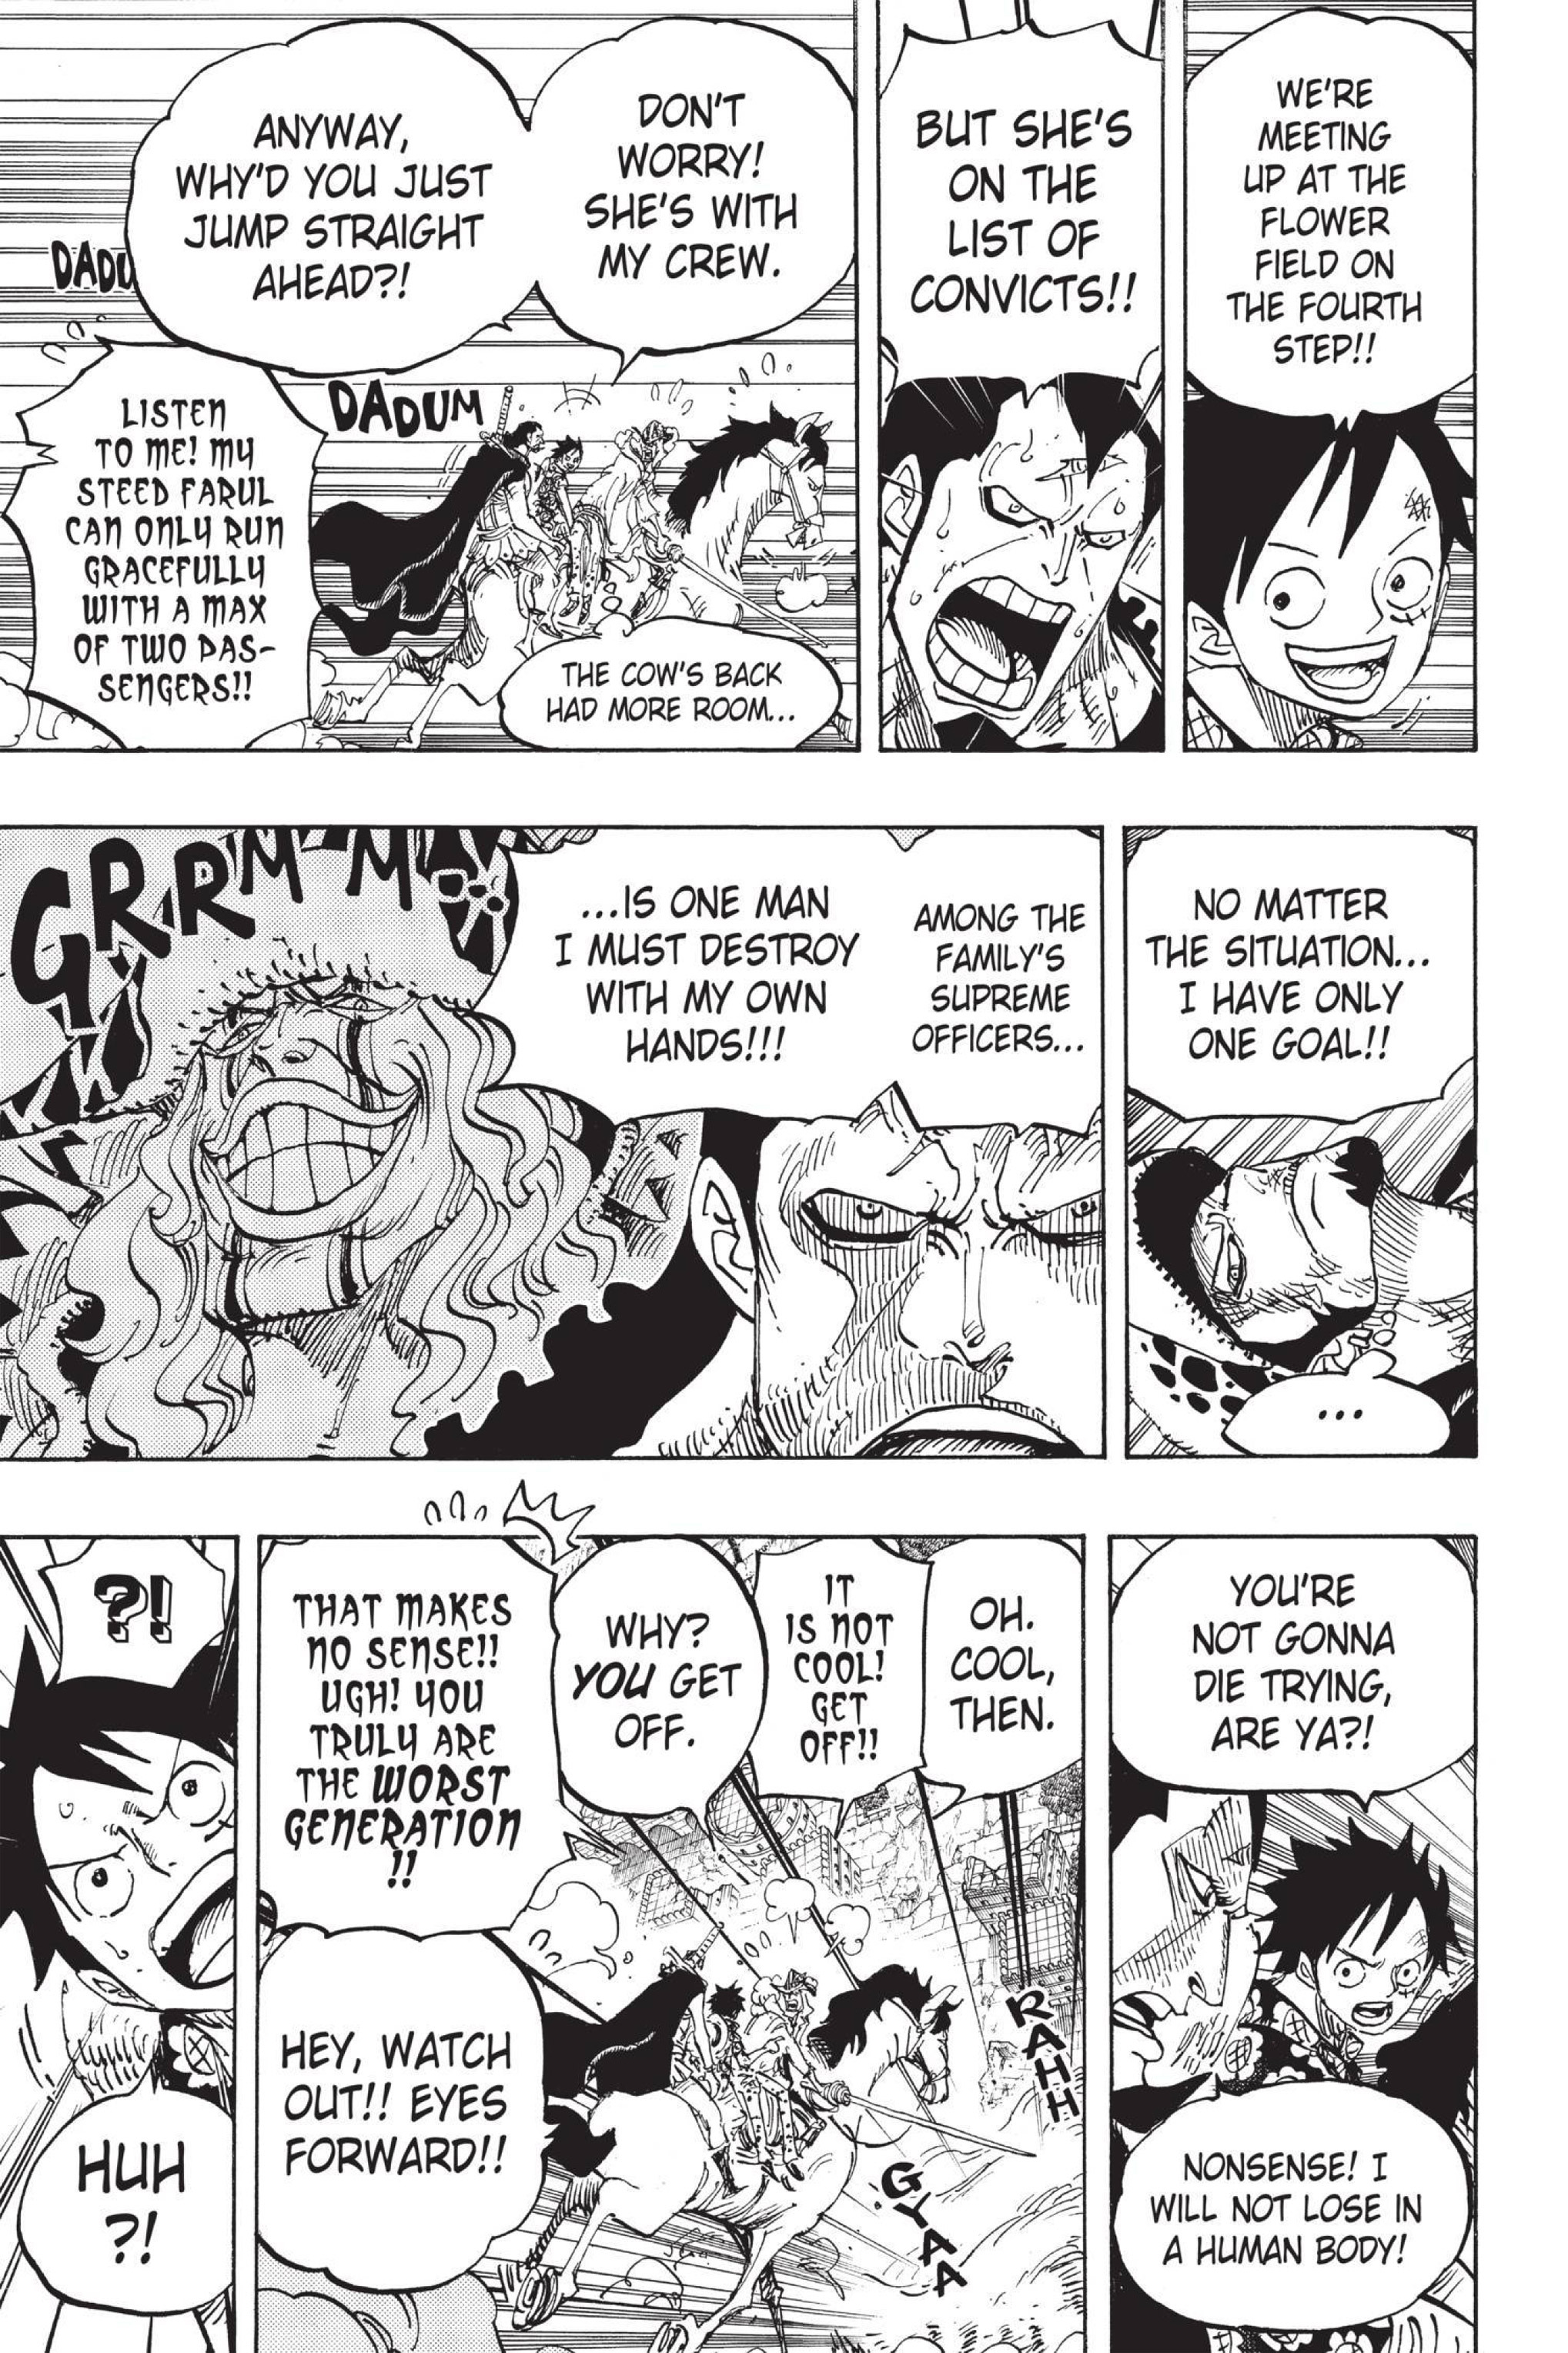 WE'RE
MEETING
UP AT THE
FLOWER
FIELD ON
THE FOURTH
STEP!!
BUT SHE'S
ON THE
LIST OF
CONVICTS!!
DON'T
WORRY!
SHE'S WITH
MY CREW.
ANYWAY,
WHY'D YOU JUST
JUMP STRAIGHT
AHEAD?!
DADUM
DADU
LISTEN
TO ME! MY
STEED FARUL
CAN ONLY RUN
GRACEFULLY
WITH A MAX
OF TWO PAS-
SENGERS!!
THE COW'S BACK
HAD MORE ROOM...
NO MATTER
THE SITUATION...
I HAVE ONLY
ONE GOAL!!
...
AMONG THE
FAMILY'S
SUPREME
OFFICERS...
...IS ONE MAN
I MUST DESTROY
WITH MY OWN
HANDS!!!
GRRMMM
YOU'RE
NOT GONNA
DIE TRYING,
ARE YA?!
NONSENSE! I
WILL NOT LOSE IN
A HUMAN BODY!
OH.
COOL,
THEN.
IT
IS NOT
COOL!
GET
OFF!!
WHY?
YOU GET
OFF.
THAT MAKES
NO SENSE!!
UGH! YOU
TRULY ARE
THE WORST
GENERATION
!!
RAHH
GYAA
HEY, WATCH
OUT!! EYES
FORWARD!!
?!
HUH
?!